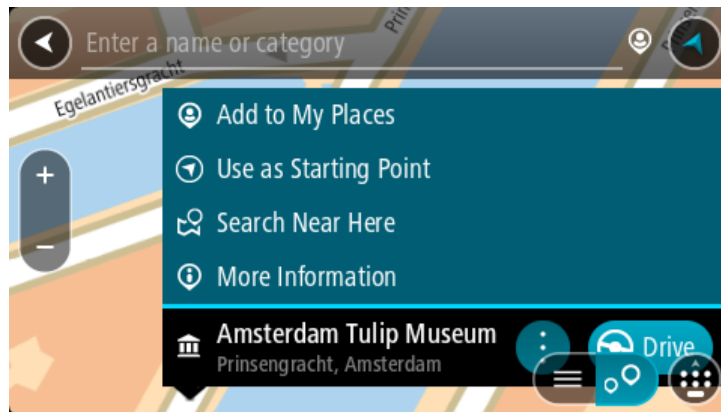 Enter a name or category
Egelantiersgracht
Add to My Places
Use as Starting Point
Search Near Here
More Information
Amsterdam Tulip Museum
Prinsengracht, Amsterdam
Drive